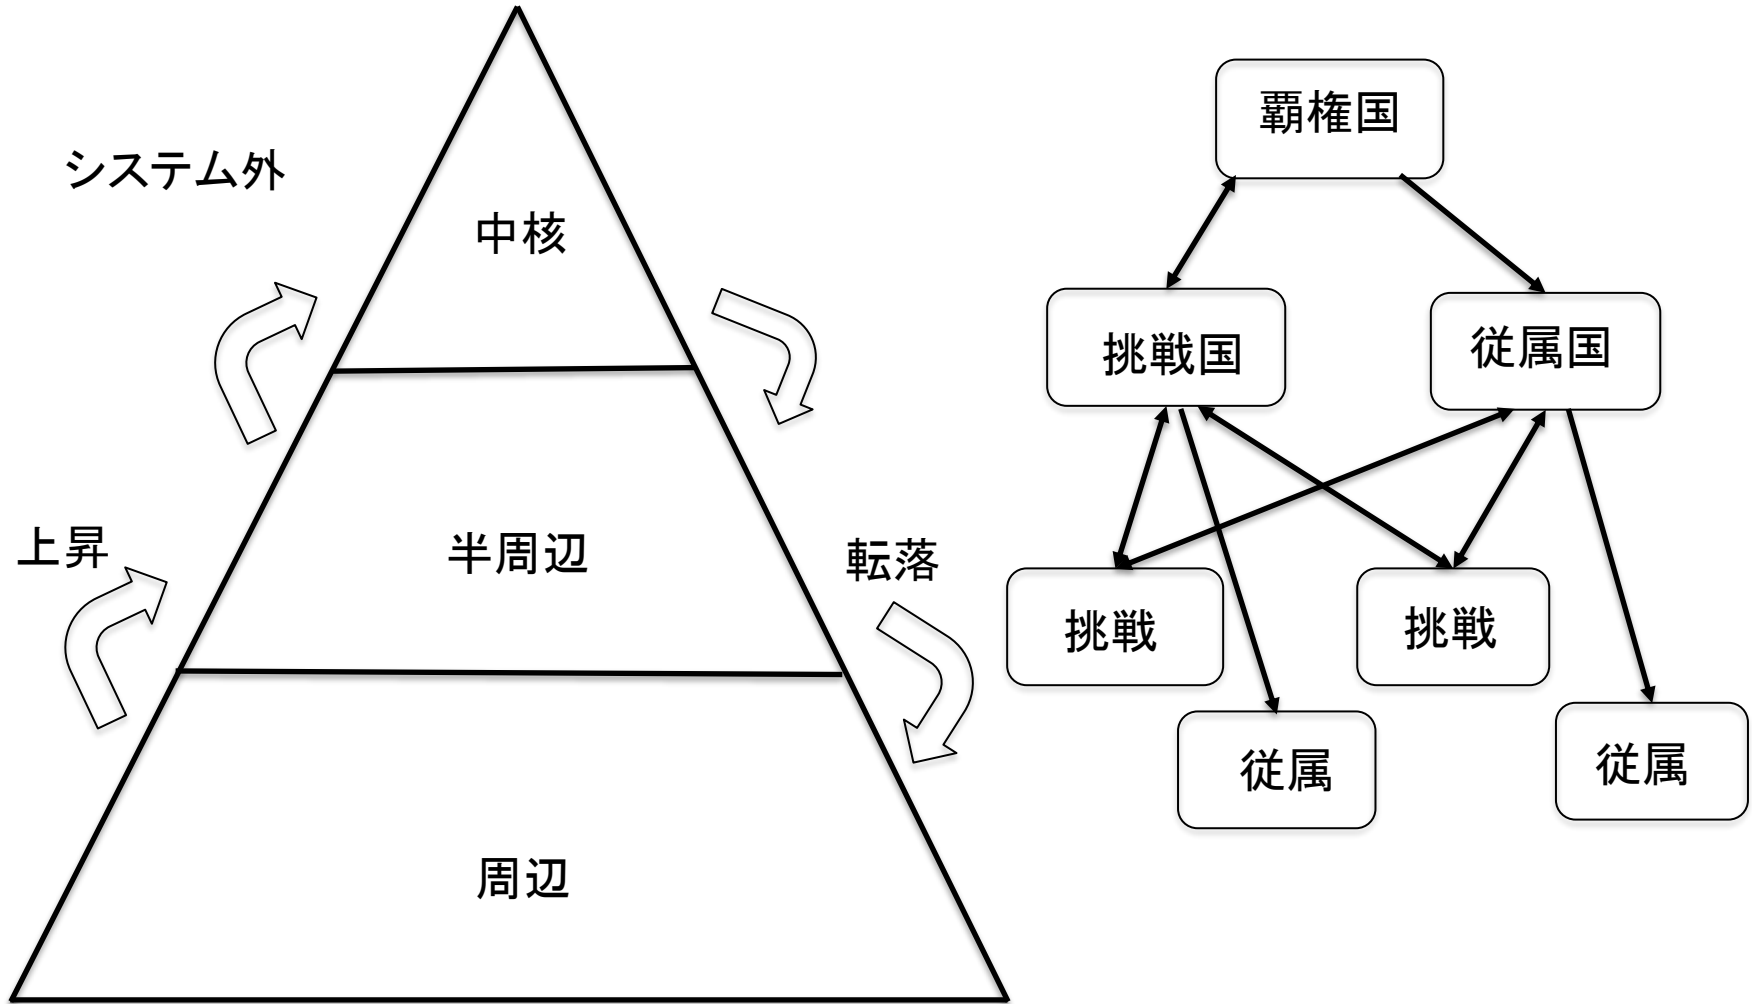 システム外
中核
上昇
半周辺
転落
周辺
覇権国
挑戦国
従属国
挑戦
挑戦
従属
従属